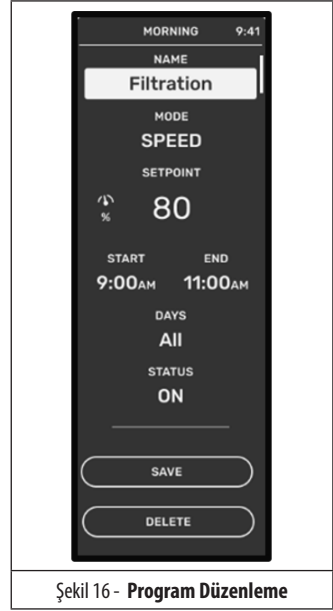 MORNING 9:41
NAME
Filtration
MODE
SPEED
SETPOINT
% 80
START END
9:00AM 11:00AM
DAYS
All
STATUS
ON
SAVE
DELETE
Şekil 16 - Program Düzenleme